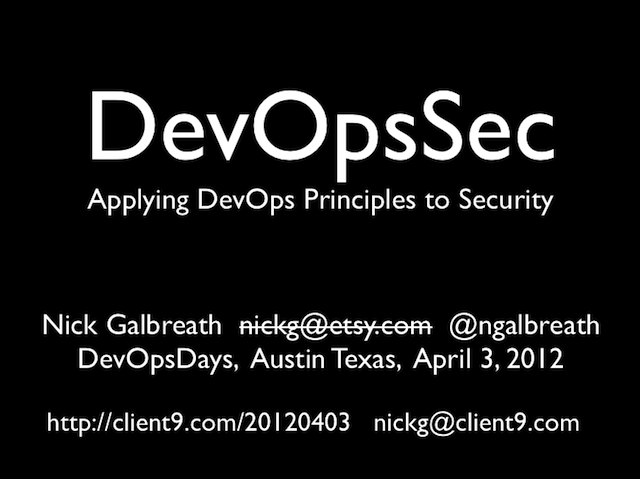 DevOpsSec
Applying DevOps Principles to Security
Nick Galbreath nickg@etsy.com @ngalbreath
DevOpsDays, Austin Texas, April 3, 2012
http://client9.com/20120403 nickg@client9.com